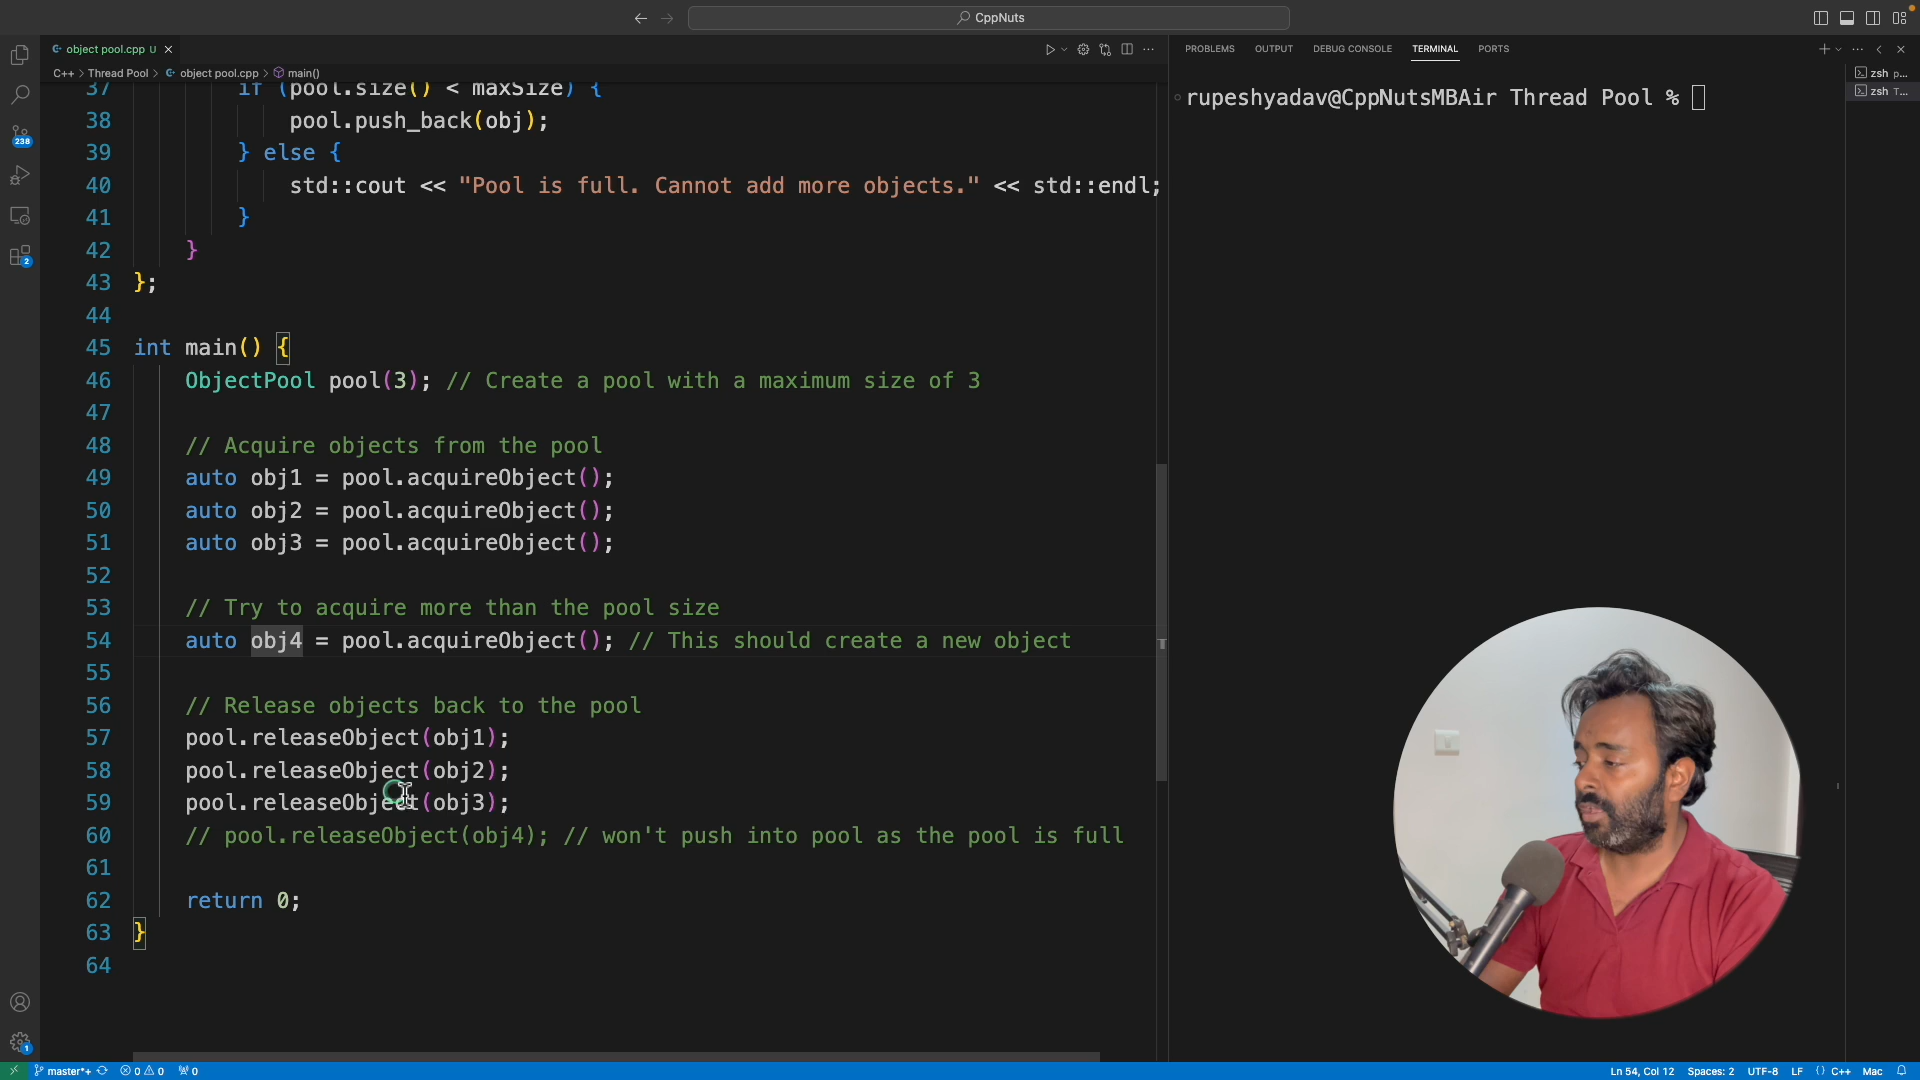 CppNuts
object pool.cpp U
PROBLEMS OUTPUT DEBUG CONSOLE TERMINAL PORTS
C++ > Thread Pool > object pool.cpp > main()
zsh p...
zsh T...
rupeshyadav@CppNutsMBAir Thread Pool %
37 if (pool.size() < maxSize) {
38 pool.push_back(obj);
39 } else {
40 std::cout << "Pool is full. Cannot add more objects." << std::endl;
41 }
42 }
43 };
44
45 int main() {
46 ObjectPool pool(3); // Create a pool with a maximum size of 3
47
48 // Acquire objects from the pool
49 auto obj1 = pool.acquireObject();
50 auto obj2 = pool.acquireObject();
51 auto obj3 = pool.acquireObject();
52
53 // Try to acquire more than the pool size
54 auto obj4 = pool.acquireObject(); // This should create a new object
55
56 // Release objects back to the pool
57 pool.releaseObject(obj1);
58 pool.releaseObject(obj2);
59 pool.releaseObject(obj3);
60 // pool.releaseObject(obj4); // won't push into pool as the pool is full
61
62 return 0;
63 }
64
238
2
1
master*+ 0 0 0 Ln 54, Col 12 Spaces: 2 UTF-8 LF {} C++ Mac